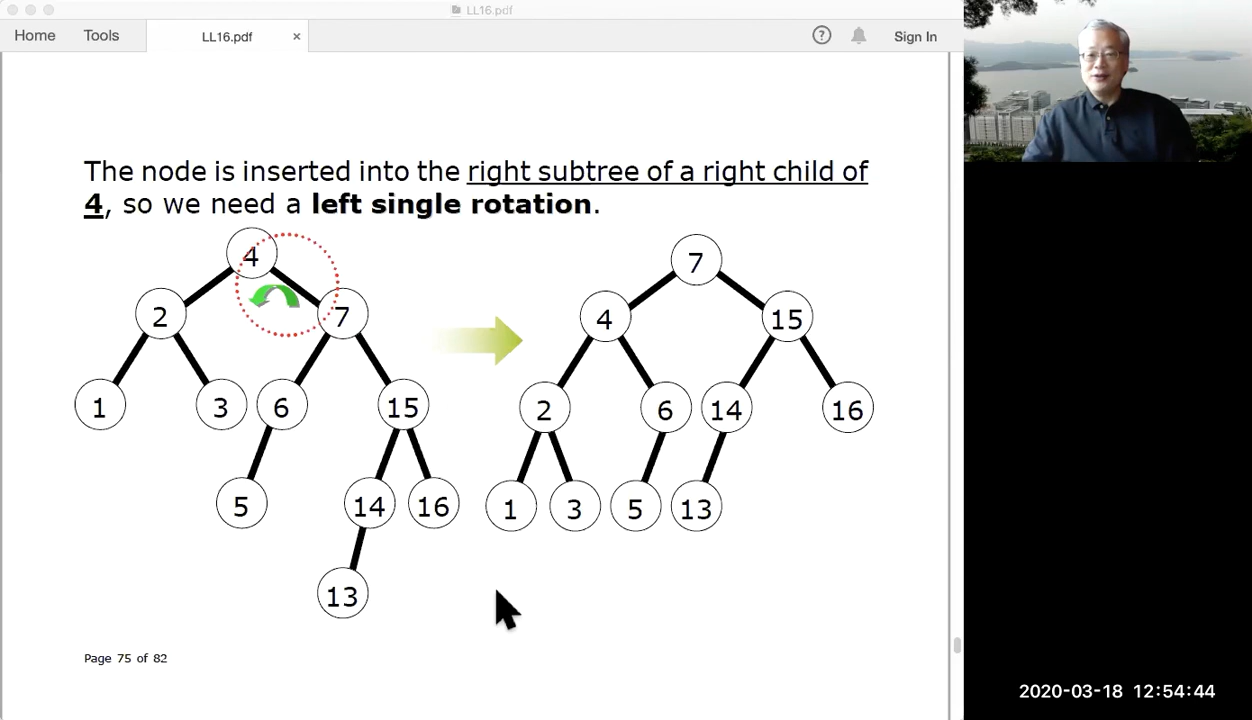 LL16.pdf
Home Tools LL16.pdf × ? Sign In
The node is inserted into the right subtree of a right child of
4, so we need a left single rotation.
4
7
2 7
4 15
1 3 6 15
2 6 14 16
5 14 16
1 3 5 13
13
Page 75 of 82
2020-03-18 12:54:44